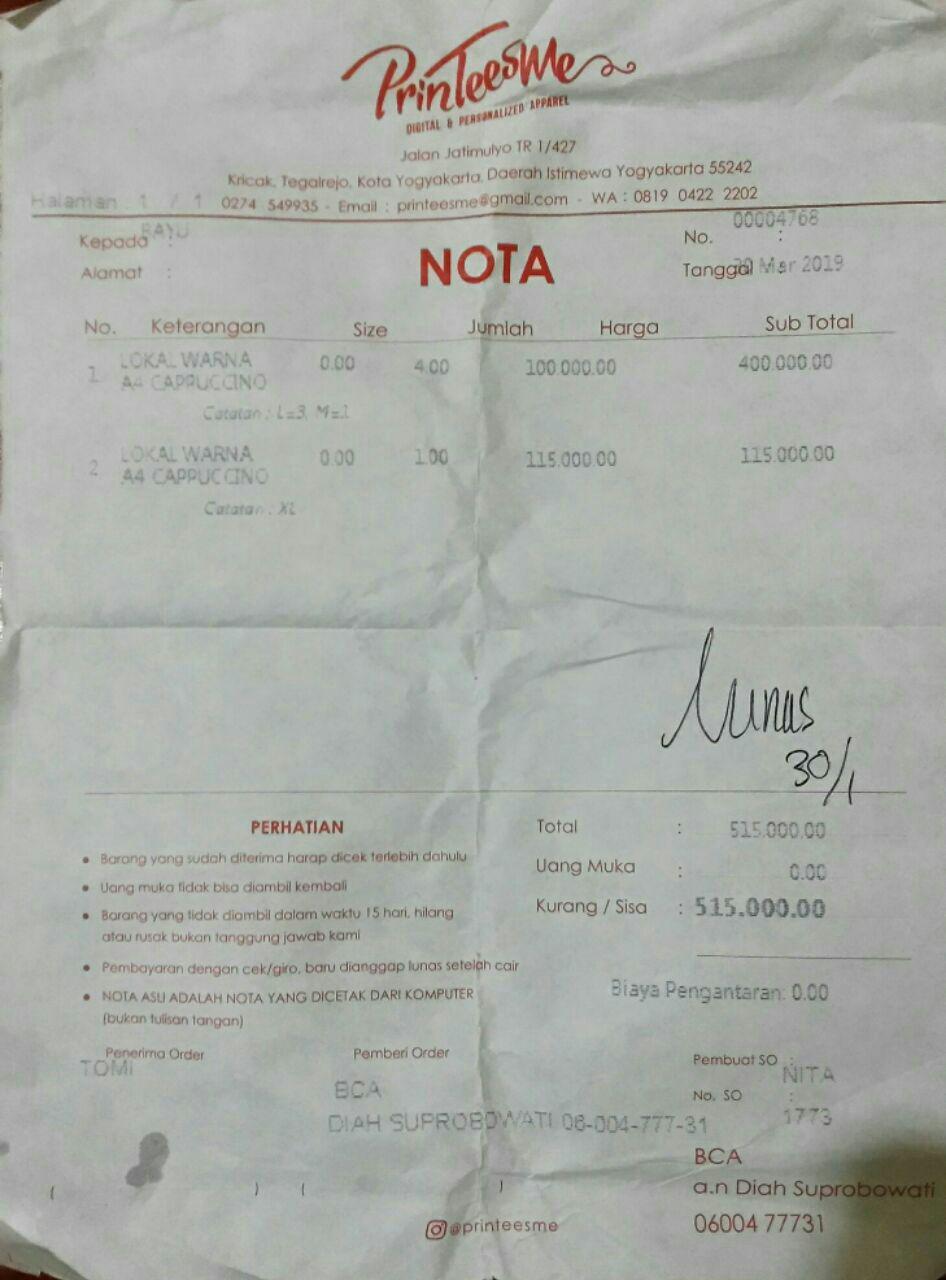 PrinTeesMe
DIGITAL & PERSONALIZED APPAREL
Jalan Jatimulyo TR 1/427
Kricak, Tegalrejo, Kota Yogyakarta, Daerah Istimewa Yogyakarta 55242
Halaman : 1 / 1 0274 549935 - Email : printeesme@gmail.com - WA : 0819 0422 2202
Kepada : BAYU
No. : 00004768
Alamat :
NOTA
Tanggal Mar 2019
No. Keterangan Size Jumlah Harga Sub Total
1 LOKAL WARNA 0.00 4.00 100.000.00 400.000.00
A4 CAPPUCCINO
Catatan : L=3, M=1
2 LOKAL WARNA 0.00 1.00 115.000.00 115.000.00
A4 CAPPUCCINO
Catatan : XL
Lunas
30/1
PERHATIAN
• Barang yang sudah diterima harap dicek terlebih dahulu
• Uang muka tidak bisa diambil kembali
• Barang yang tidak diambil dalam waktu 15 hari, hilang
atau rusak bukan tanggung jawab kami
• Pembayaran dengan cek/giro, baru dianggap lunas setelah cair
• NOTA ASLI ADALAH NOTA YANG DICETAK DARI KOMPUTER
(bukan tulisan tangan)
Total : 515.000.00
Uang Muka : 0.00
Kurang / Sisa : 515.000.00
Biaya Pengantaran: 0.00
Penerima Order
TOMI
Pemberi Order
BCA
DIAH SUPROBOWATI 06-004-777-31
Pembuat SO :
NITA
No. SO :
1773
BCA
a.n Diah Suprobowati
06004 77731
( ) ( )
@printeesme